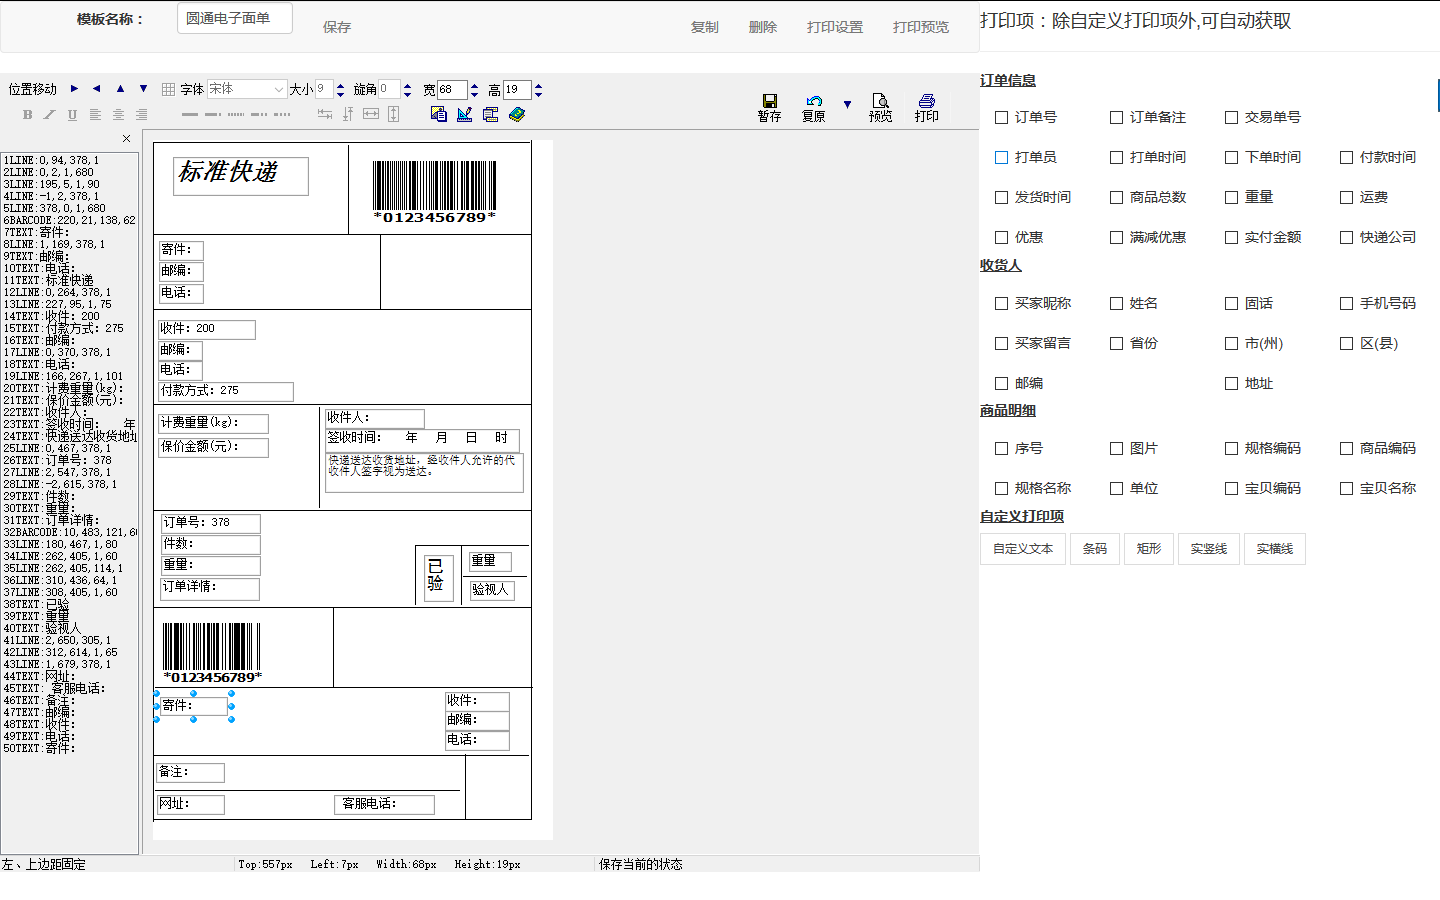 模板名称：
圆通电子面单
保存
复制
删除
打印设置
打印预览
打印项：除自定义打印项外,可自动获取
位置移动
字体 宋体 大小 9 旋角 0 宽 68 高 19
B I U
暂存 复原 预览 打印
1LINE:0,94,378,1
2LINE:0,2,1,680
3LINE:195,5,1,90
4LINE:-1,2,378,1
5LINE:378,0,1,680
6BARCODE:220,21,138,62
7TEXT:寄件：
8LINE:1,169,378,1
9TEXT:邮编：
10TEXT:电话：
11TEXT:标准快递
12LINE:0,264,378,1
13LINE:227,95,1,75
14TEXT:收件：200
15TEXT:付款方式：275
16TEXT:邮编：
17LINE:0,370,378,1
18TEXT:电话：
19LINE:166,267,1,101
20TEXT:计费重量(kg)：
21TEXT:保价金额(元)：
22TEXT:收件人：
23TEXT:签收时间： 年
24TEXT:快递送达收货地址
25LINE:0,467,378,1
26TEXT:订单号：378
27LINE:2,547,378,1
28LINE:-2,615,378,1
29TEXT:件数：
30TEXT:重量：
31TEXT:订单详情：
32BARCODE:10,483,121,60
33LINE:180,467,1,80
34LINE:262,405,1,60
35LINE:262,405,114,1
36LINE:310,436,64,1
37LINE:308,405,1,60
38TEXT:已验
39TEXT:重量
40TEXT:验视人
41LINE:2,650,305,1
42LINE:312,614,1,65
43LINE:1,679,378,1
44TEXT:网址：
45TEXT: 客服电话：
46TEXT:备注：
47TEXT:邮编：
48TEXT:收件：
49TEXT:电话：
50TEXT:寄件：
标准快递
*0123456789*
寄件：
邮编：
电话：
收件：200
邮编：
电话：
付款方式：275
计费重量(kg)：
保价金额(元)：
收件人：
签收时间： 年 月 日 时
快递送达收货地址，经收件人允许的代
收件人签字视为送达。
订单号：378
件数：
重量：
订单详情：
已
验
重量
验视人
*0123456789*
寄件：
收件：
邮编：
电话：
备注：
网址：
客服电话：
左、上边距固定
Top:557px Left:7px Width:68px Height:19px
保存当前的状态
订单信息
订单号 订单备注 交易单号
打单员 打单时间 下单时间 付款时间
发货时间 商品总数 重量 运费
优惠 满减优惠 实付金额 快递公司
收货人
买家昵称 姓名 固话 手机号码
买家留言 省份 市(州) 区(县)
邮编 地址
商品明细
序号 图片 规格编码 商品编码
规格名称 单位 宝贝编码 宝贝名称
自定义打印项
自定义文本 条码 矩形 实竖线 实横线